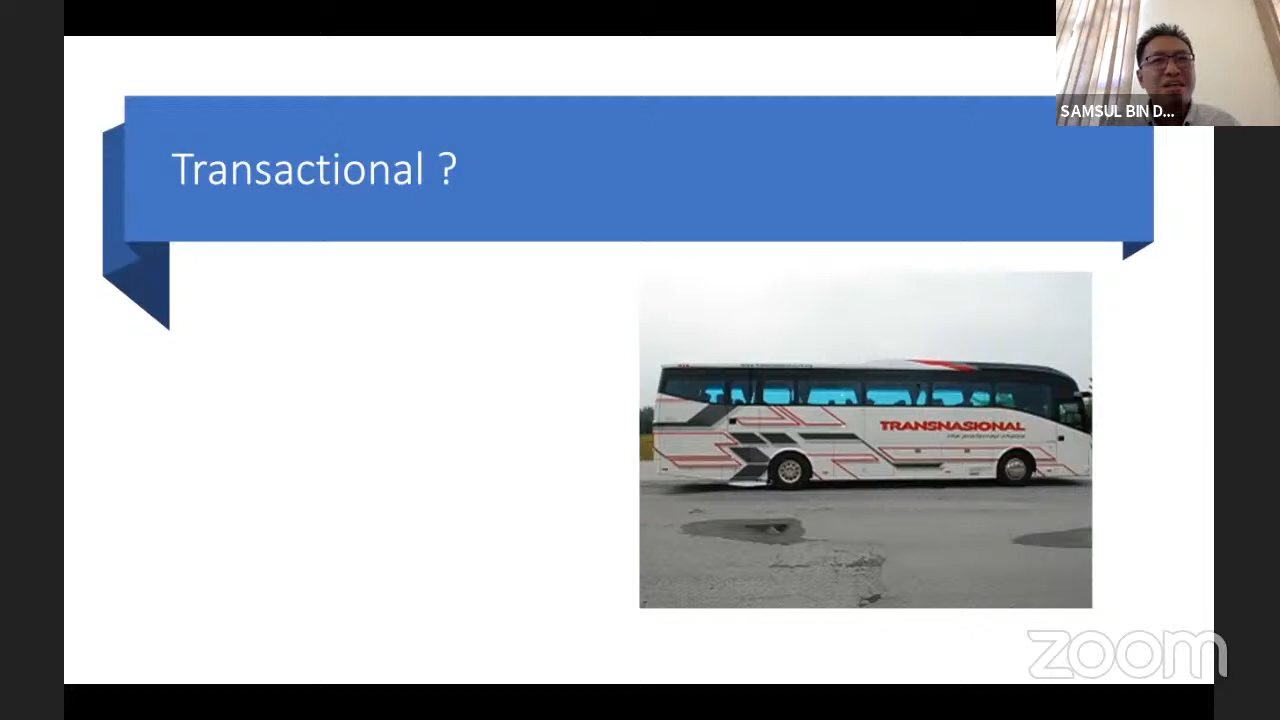 SAMSUL BIN D...
Transactional ?
TRANSNASIONAL
the preferred choice
zoom